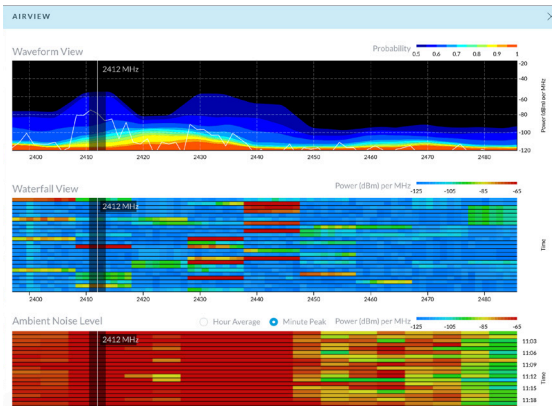 AIRVIEW
Waveform View
Probability 0.5 0.6 0.7 0.8 0.9 1
2412 MHz
-20
-40
-60
-80
-100
-120
Power (dBm) per MHz
2400 2410 2420 2430 2440 2450 2460 2470 2480
Waterfall View
Power (dBm) per MHz -125 -105 -85 -65
2412 MHz
Time
2400 2410 2420 2430 2440 2450 2460 2470 2480
Ambient Noise Level
Hour Average Minute Peak Power (dBm) per MHz -125 -105 -85 -65
2412 MHz
11:03
11:06
11:09
11:12
11:15
11:18
Time